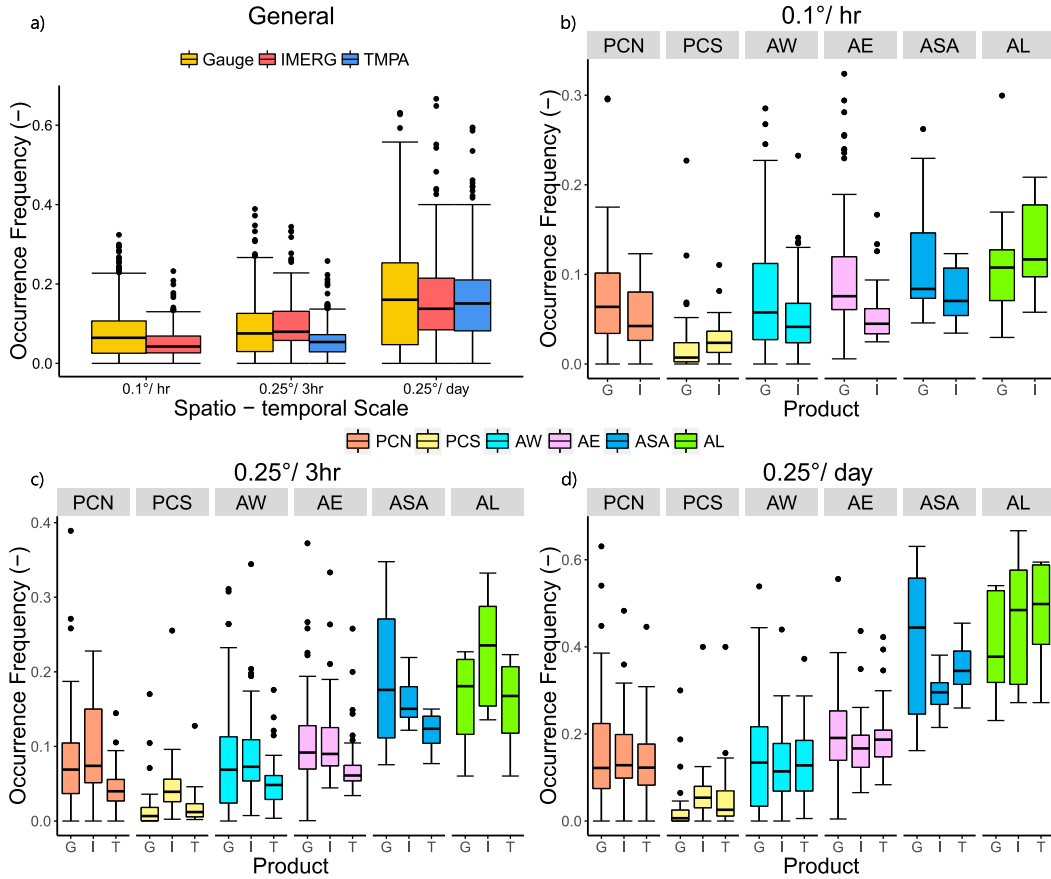 a)
General
Gauge IMERG TMPA
Occurrence Frequency (−)
0.6
0.4
0.2
0.0
0.1°/ hr 0.25°/ 3hr 0.25°/ day
Spatio − temporal Scale
b)
0.1°/ hr
PCN PCS AW AE ASA AL
Occurrence Frequency (−)
0.3
0.2
0.1
0.0
G I G I G I G I G I G I
Product
PCN PCS AW AE ASA AL
c)
0.25°/ 3hr
PCN PCS AW AE ASA AL
Occurrence Frequency (−)
0.4
0.3
0.2
0.1
0.0
G I T G I T G I T G I T G I T G I T
Product
d)
0.25°/ day
PCN PCS AW AE ASA AL
Occurrence Frequency (−)
0.6
0.4
0.2
0.0
G I T G I T G I T G I T G I T G I T
Product